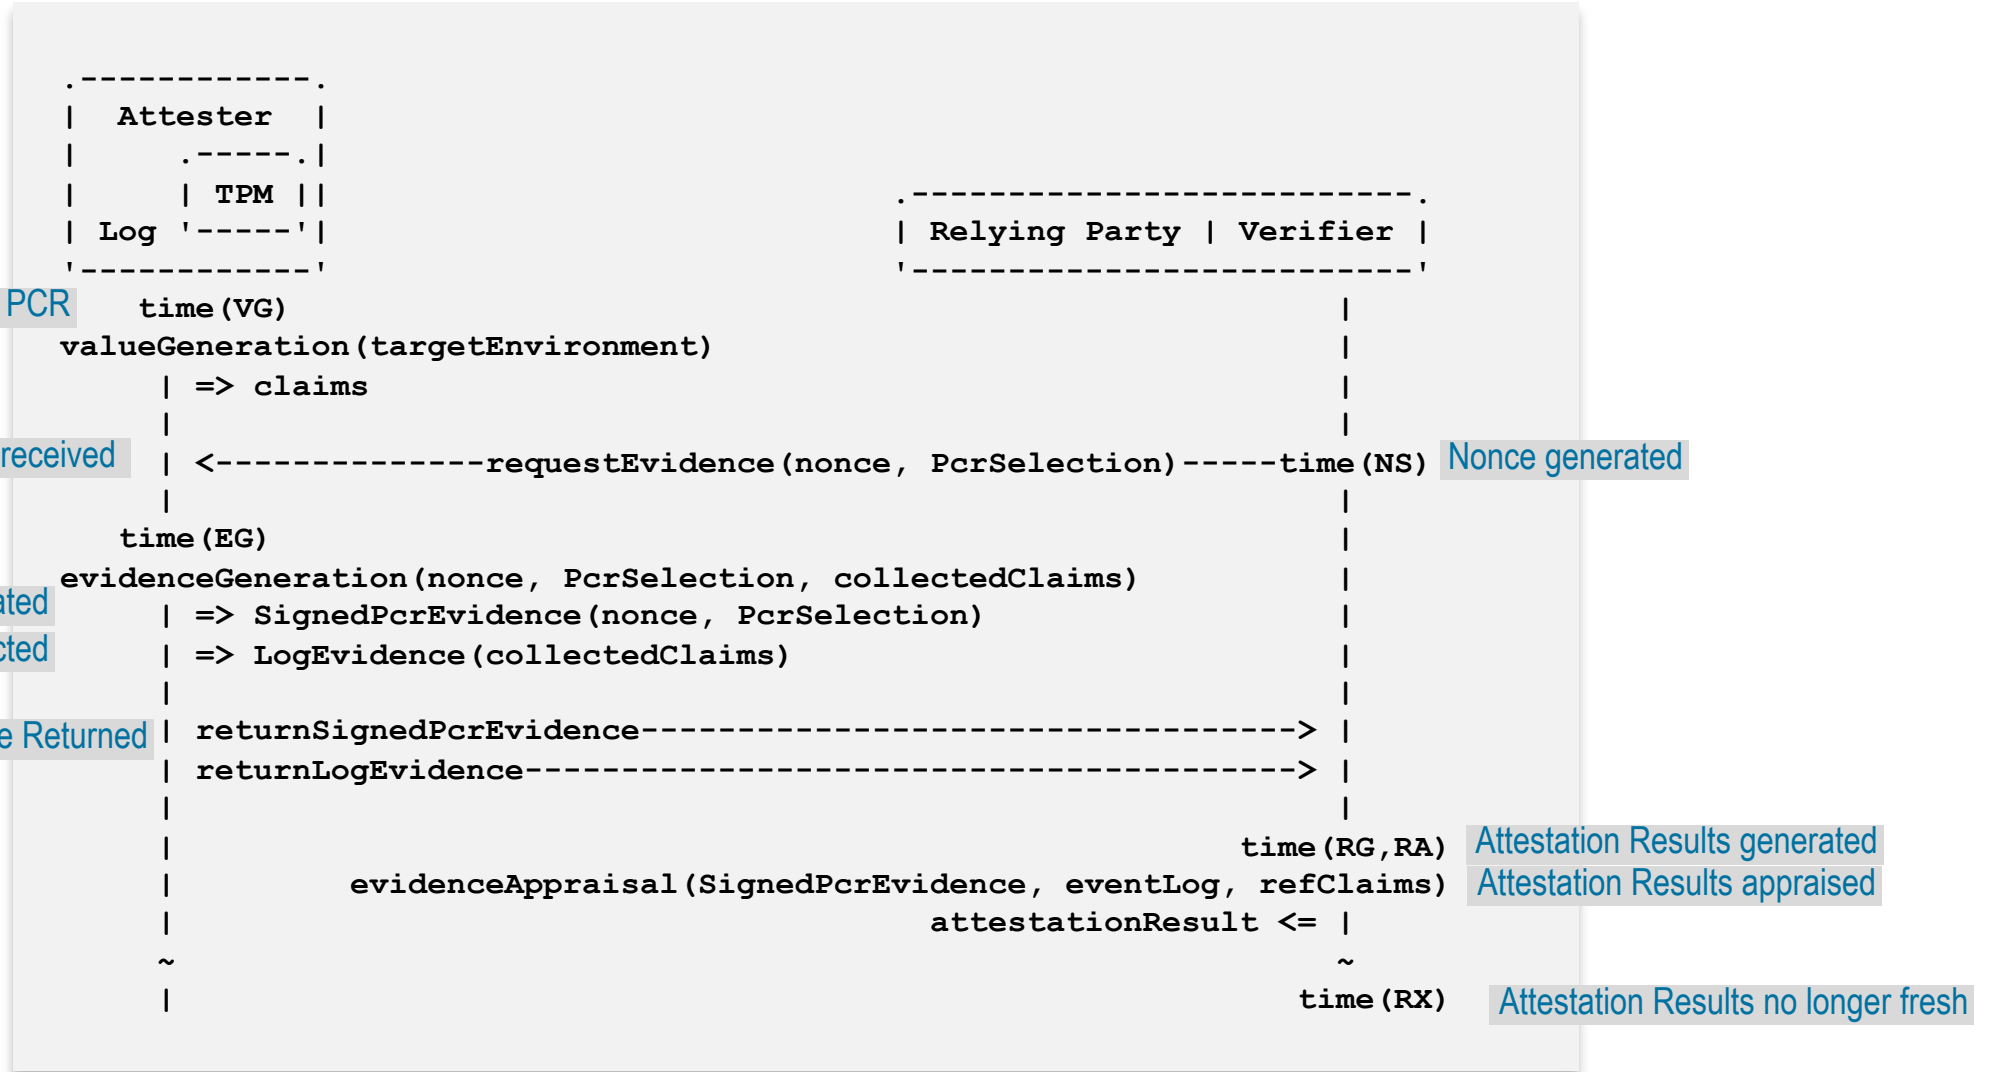 .------------.
|  Attester  |
|     .-----.|
|     | TPM ||          .--------------------------.
| Log '-----'|          | Relying Party | Verifier |
'------------'          '--------------------------'
PCR time(VG) |
valueGeneration(targetEnvironment) |
| => claims |
| |
received | <--------------requestEvidence(nonce, PcrSelection)-----time(NS) Nonce generated
| |
time(EG) |
evidenceGeneration(nonce, PcrSelection, collectedClaims) |
ated | => SignedPcrEvidence(nonce, PcrSelection) |
cted | => LogEvidence(collectedClaims) |
| |
e Returned | returnSignedPcrEvidence----------------------------------> |
| returnLogEvidence----------------------------------------> |
| |
| time(RG,RA) Attestation Results generated
| evidenceAppraisal(SignedPcrEvidence, eventLog, refClaims) Attestation Results appraised
| attestationResult <= |
~ ~
| time(RX) Attestation Results no longer fresh